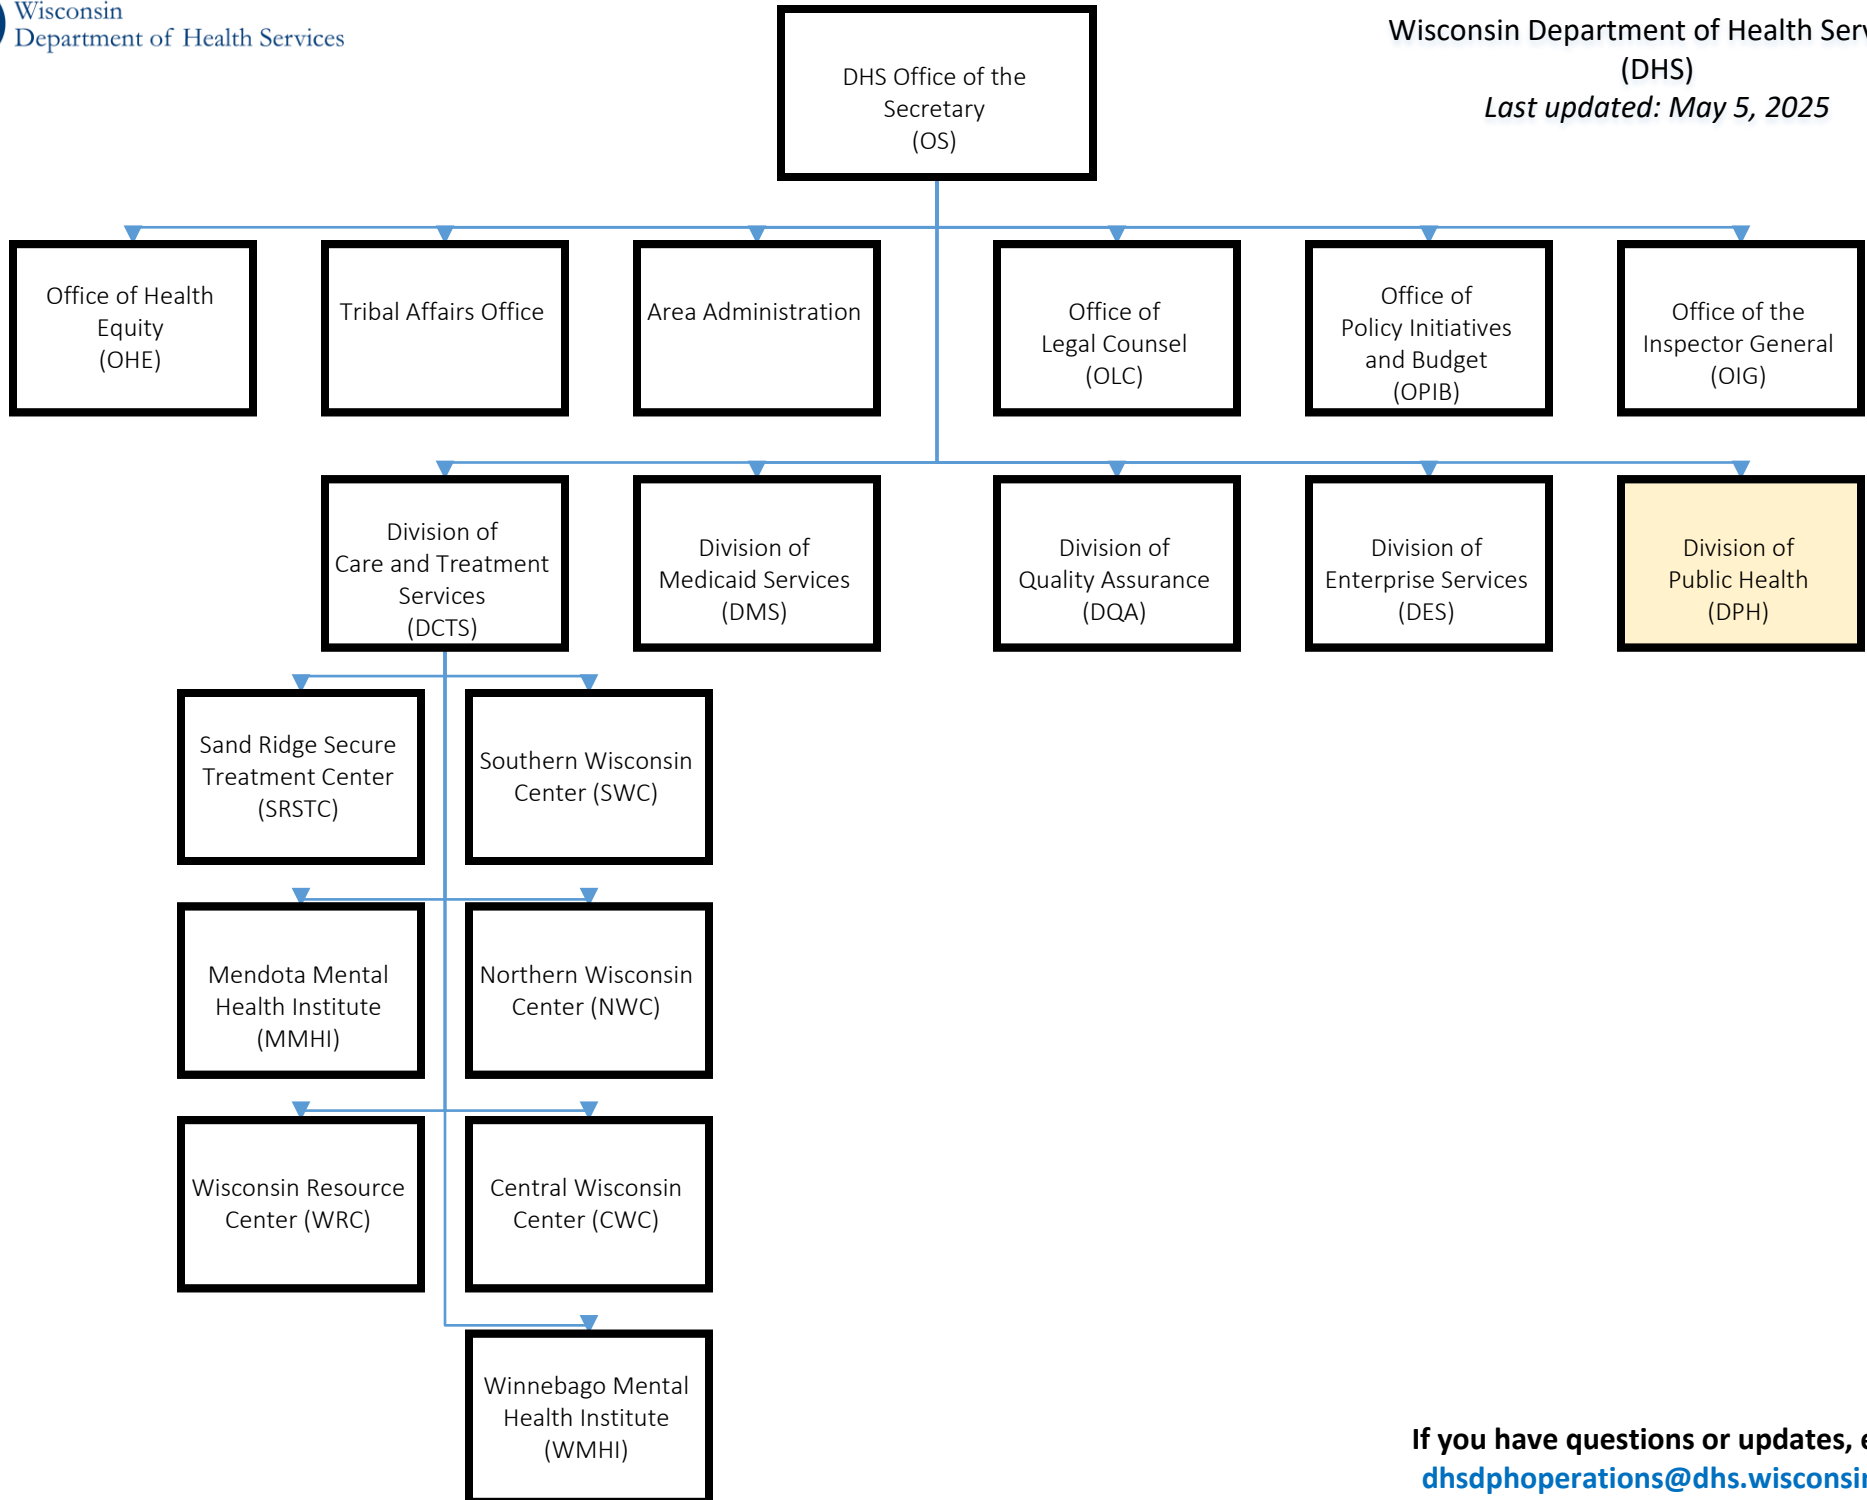 Wisconsin
Department of Health Services
Wisconsin Department of Health
(DHS)
Last updated: May 5, 2025
DHS Office of the
Secretary
(OS)
Office of Health
Equity
(OHE)
Tribal Affairs Office
Area Administration
Office of
Legal Counsel
(OLC)
Office of
Policy Initiatives
and Budget
(OPIB)
Office of the
Inspector General
(OIG)
Division of
Care and Treatment
Services
(DCTS)
Division of
Medicaid Services
(DMS)
Division of
Quality Assurance
(DQA)
Division of
Enterprise Services
(DES)
Division of
Public Health
(DPH)
Sand Ridge Secure
Treatment Center
(SRSTC)
Southern Wisconsin
Center (SWC)
Mendota Mental
Health Institute
(MMHI)
Northern Wisconsin
Center (NWC)
Wisconsin Resource
Center (WRC)
Central Wisconsin
Center (CWC)
Winnebago Mental
Health Institute
(WMHI)
If you have questions or updates,
dhsdphoperations@dhs.wisconsin